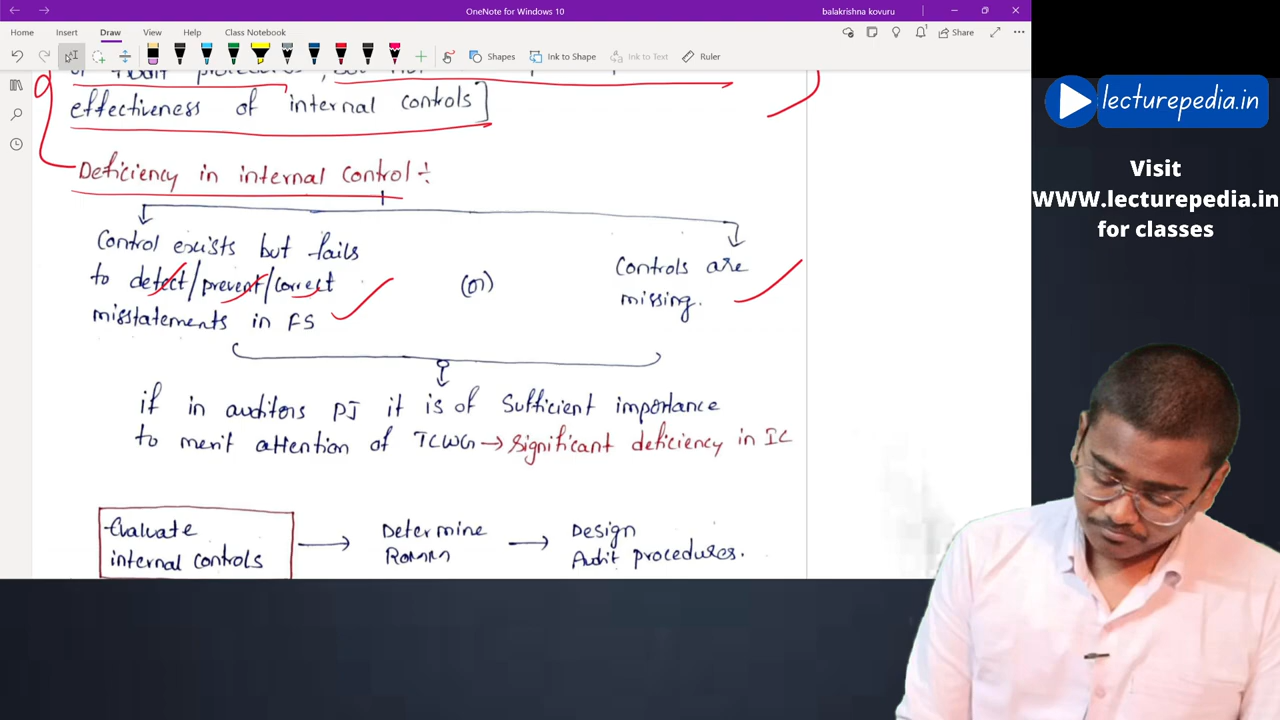 OneNote for Windows 10
balakrishna kovuru
Home Insert Draw View Help Class Notebook
Share
Shapes Ink to Shape Ink to Text Ruler
effectiveness of internal controls]
Deficiency in internal control÷
Control exists but fails
to detect/prevent/correct
misstatements in FS
(or)
Controls are
missing.
if in auditors PJ it is of sufficient importance
to merit attention of TCWG → significant deficiency in IC
Evaluate
internal controls
Determine
ROMM
Design
Audit procedures.
lecturepedia.in
Visit
WWW.lecturepedia.in
for classes